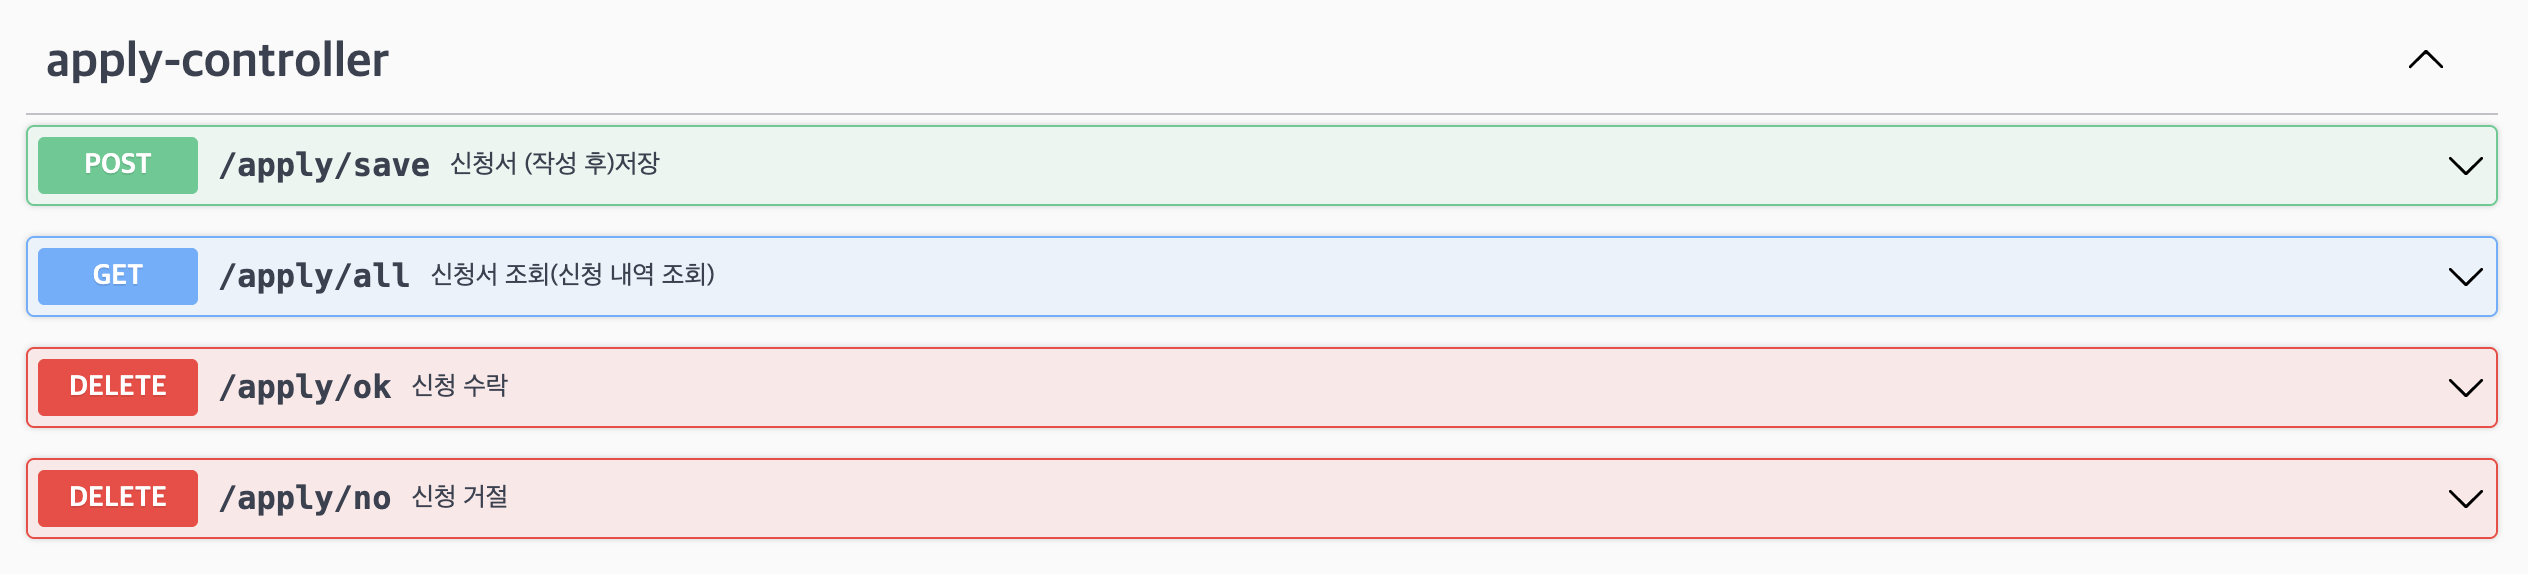 apply-controller
POST /apply/save 신청서 (작성 후)저장
GET /apply/all 신청서 조회(신청 내역 조회)
DELETE /apply/ok 신청 수락
DELETE /apply/no 신청 거절